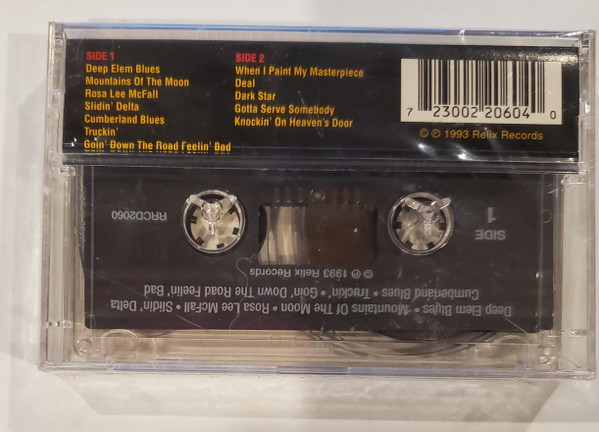 SIDE 1
Deep Elem Blues
Mountains Of The Moon
Rosa Lee McFall
Slidin' Delta
Cumberland Blues
Truckin'
Goin' Down The Road Feelin' Bad
SIDE 2
When I Paint My Masterpiece
Deal
Dark Star
Gotta Serve Somebody
Knockin' On Heaven's Door
7 23002 20604 0
© ℗ 1993 Relix Records
Deep Elem Blues • Mountains Of The Moon • Rosa Lee McFall • Slidin' Delta
Cumberland Blues • Truckin' • Goin' Down The Road Feelin' Bad
© ℗ 1993 Relix Records
SIDE
1
RRCD2060